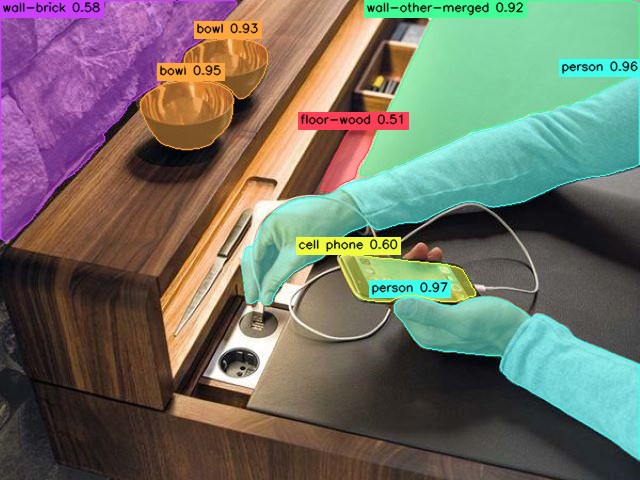 wall-brick 0.58
wall-other-merged 0.92
bowl 0.93
person 0.96
bowl 0.95
floor-wood 0.51
cell phone 0.60
person 0.97